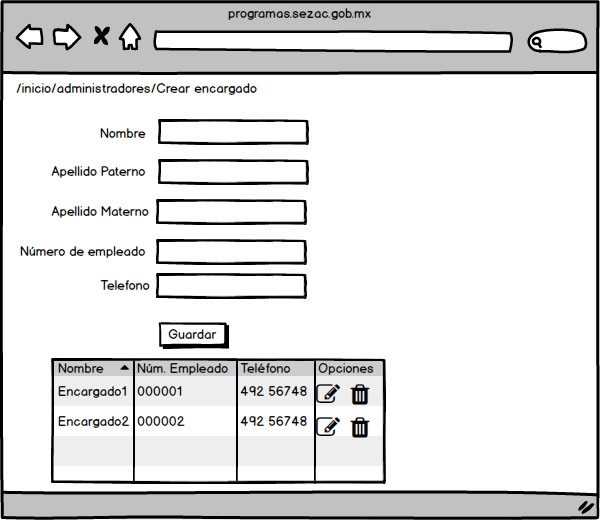 programas.sezac.gob.mx
/inicio/administradores/Crear encargado
Nombre
Apellido Paterno
Apellido Materno
Número de empleado
Telefono
Guardar
Nombre Núm. Empleado Teléfono Opciones
Encargado1 000001 492 56748
Encargado2 000002 492 56748